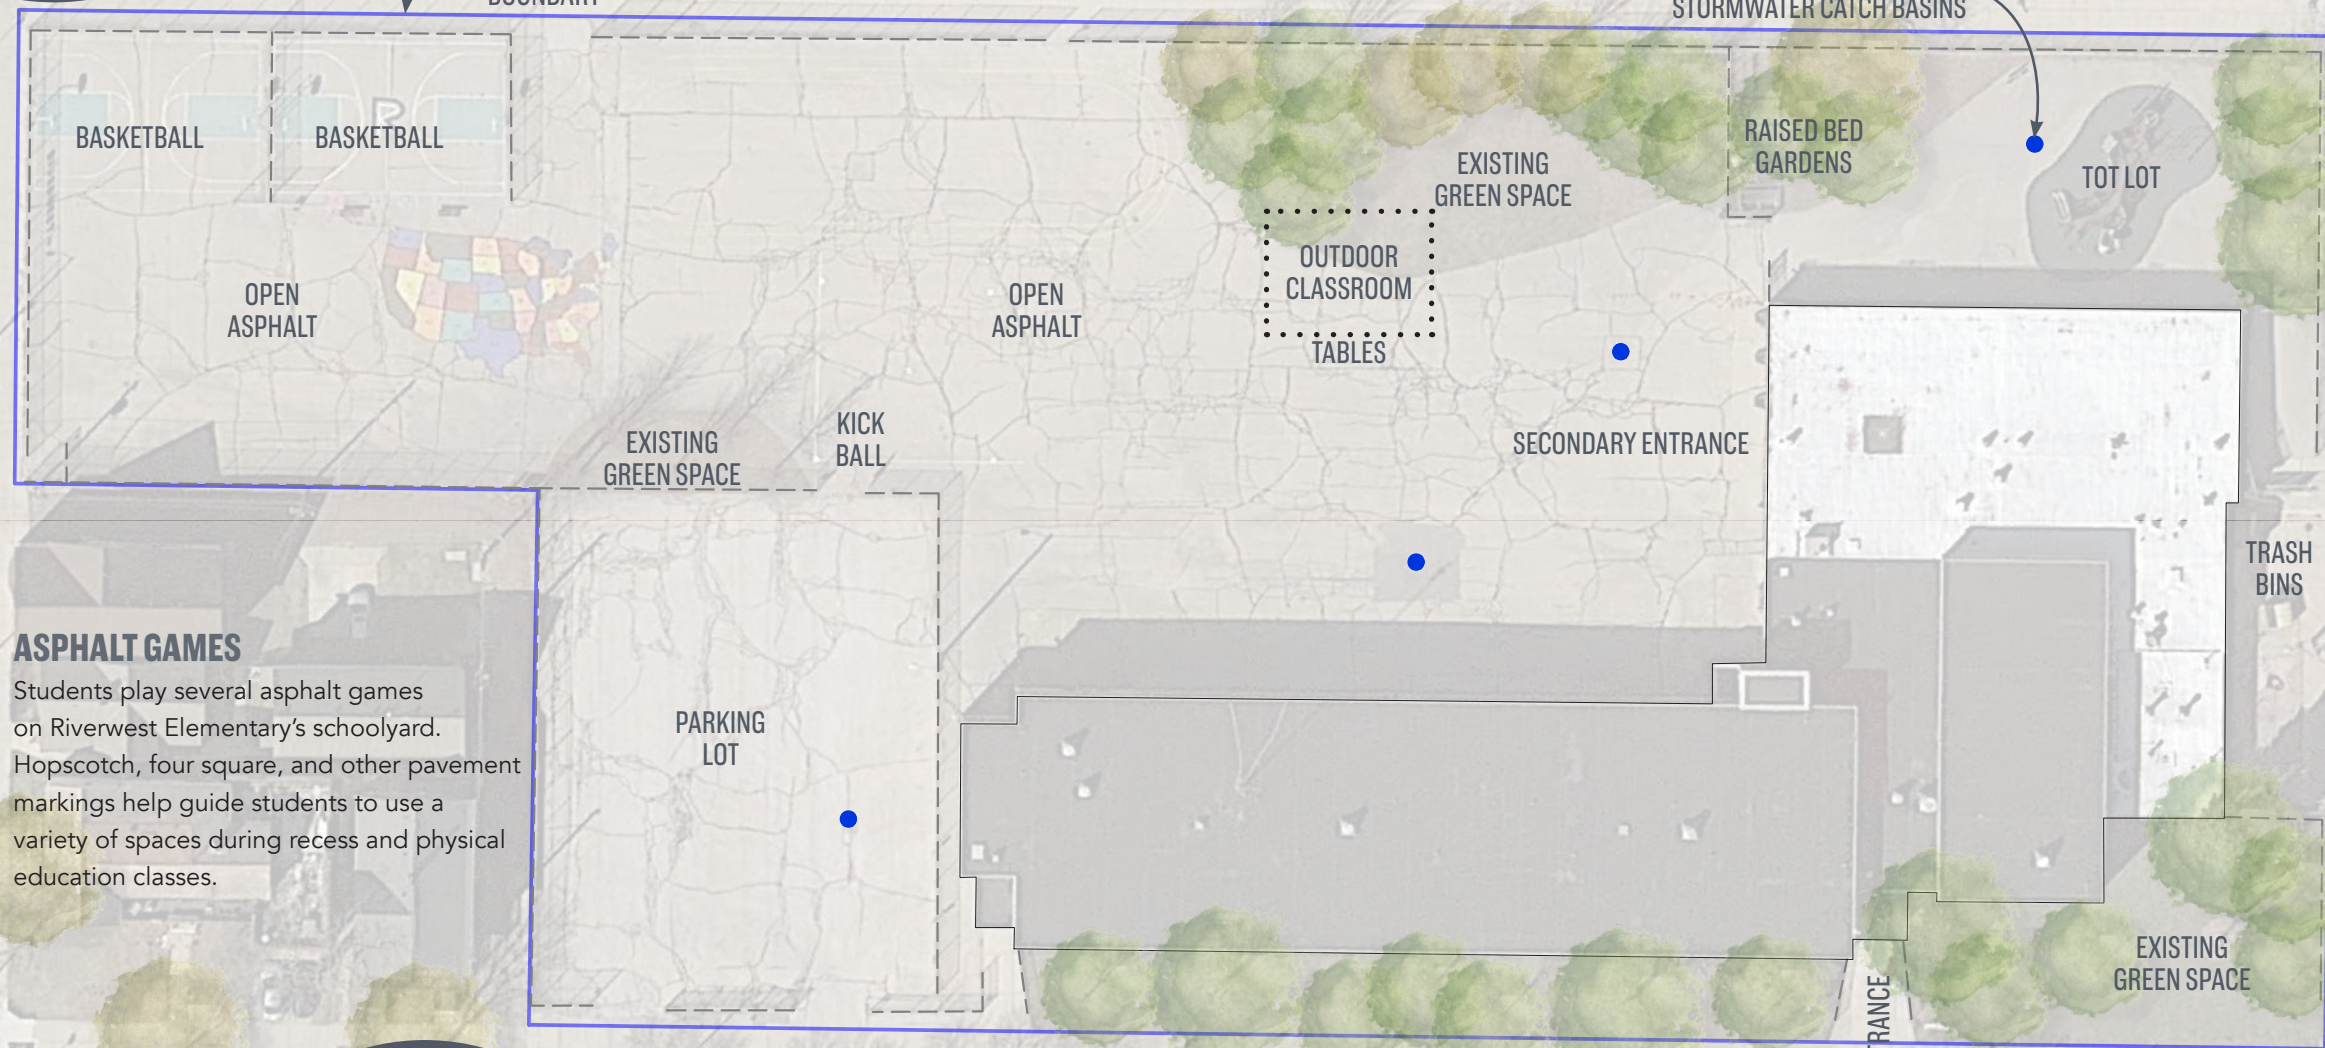 BOUNDARY
STORMWATER CATCH BASINS
BASKETBALL
BASKETBALL
RAISED BED
GARDENS
EXISTING
GREEN SPACE
TOT LOT
OUTDOOR
CLASSROOM
TABLES
OPEN
ASPHALT
OPEN
ASPHALT
KICK
BALL
EXISTING
GREEN SPACE
SECONDARY ENTRANCE
TRASH
BINS
ASPHALT GAMES
Students play several asphalt games
on Riverwest Elementary’s schoolyard.
Hopscotch, four square, and other pavement
markings help guide students to use a
variety of spaces during recess and physical
education classes.
PARKING
LOT
EXISTING
GREEN SPACE
RANCE